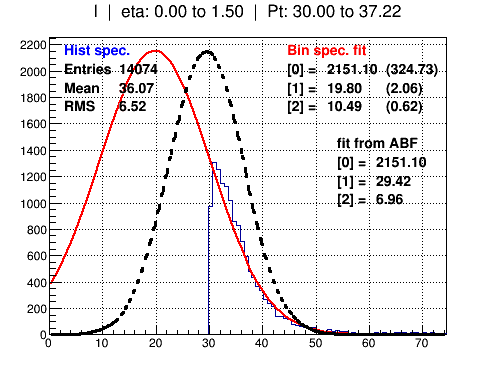 I | eta: 0.00 to 1.50 | Pt: 30.00 to 37.22
Hist spec.
Entries 14074
Mean 36.07
RMS 6.52
Bin spec. fit
[0] = 2151.10 (324.73)
[1] = 19.80 (2.06)
[2] = 10.49 (0.62)
fit from ABF
[0] = 2151.10
[1] = 29.42
[2] = 6.96
2200
2000
1800
1600
1400
1200
1000
800
600
400
200
0
0 10 20 30 40 50 60 70